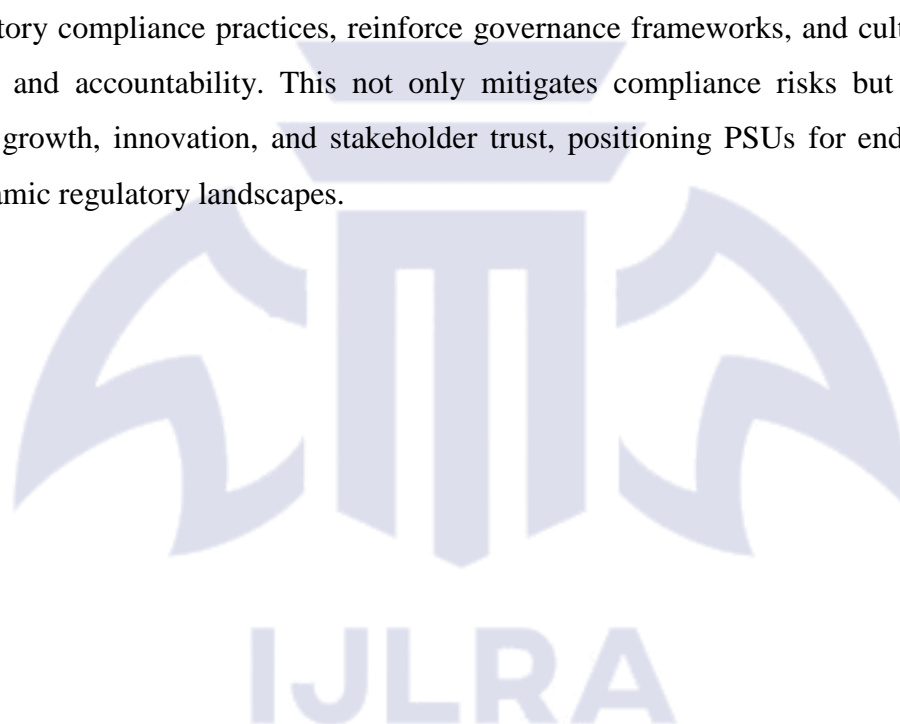 tory compliance practices, reinforce governance frameworks, and cult
and accountability. This not only mitigates compliance risks but
growth, innovation, and stakeholder trust, positioning PSUs for end
amic regulatory landscapes.
IJLRA